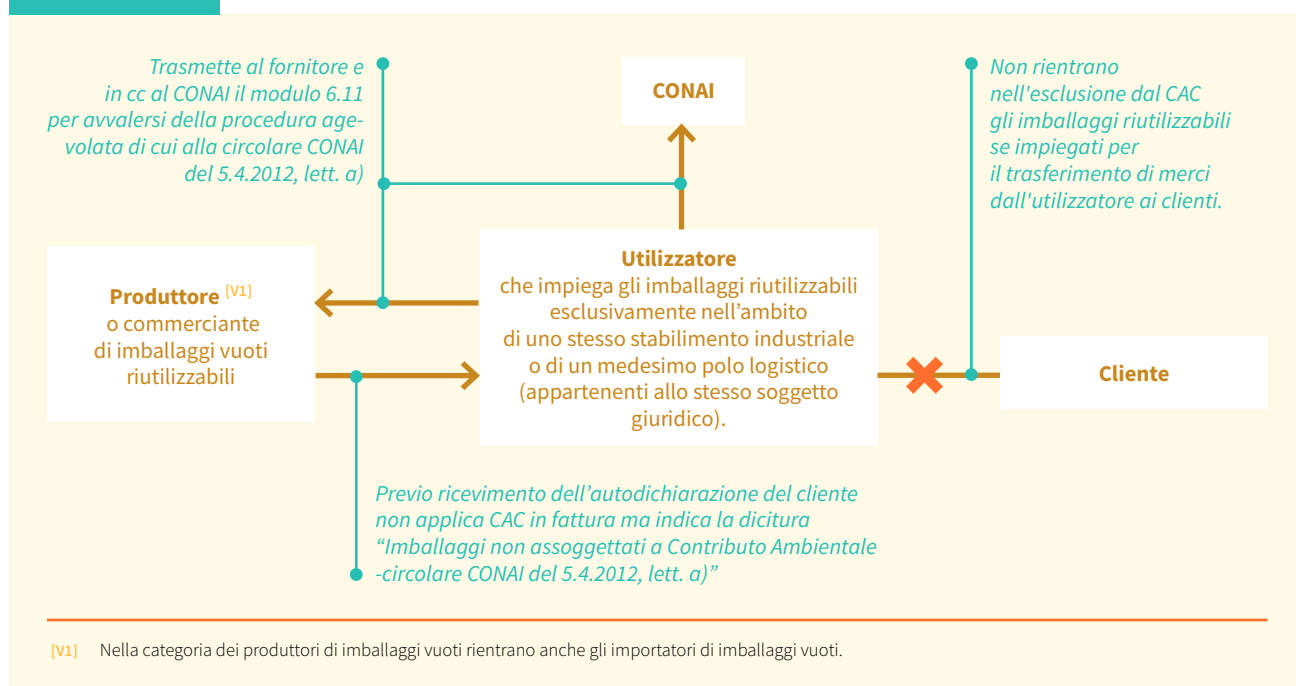 Trasmette al fornitore e
in cc al CONAI il modulo 6.11
per avvalersi della procedura age-
volata di cui alla circolare CONAI
del 5.4.2012, lett. a)
CONAI
Non rientrano
nell'esclusione dal CAC
gli imballaggi riutilizzabili
se impiegati per
il trasferimento di merci
dall'utilizzatore ai clienti.
Produttore [V1]
o commerciante
di imballaggi vuoti
riutilizzabili
Utilizzatore
che impiega gli imballaggi riutilizzabili
esclusivamente nell’ambito
di uno stesso stabilimento industriale
o di un medesimo polo logistico
(appartenenti allo stesso soggetto
giuridico).
Cliente
Previo ricevimento dell’autodichiarazione del cliente
non applica CAC in fattura ma indica la dicitura
“Imballaggi non assoggettati a Contributo Ambientale
-circolare CONAI del 5.4.2012, lett. a)”
[V1] Nella categoria dei produttori di imballaggi vuoti rientrano anche gli importatori di imballaggi vuoti.